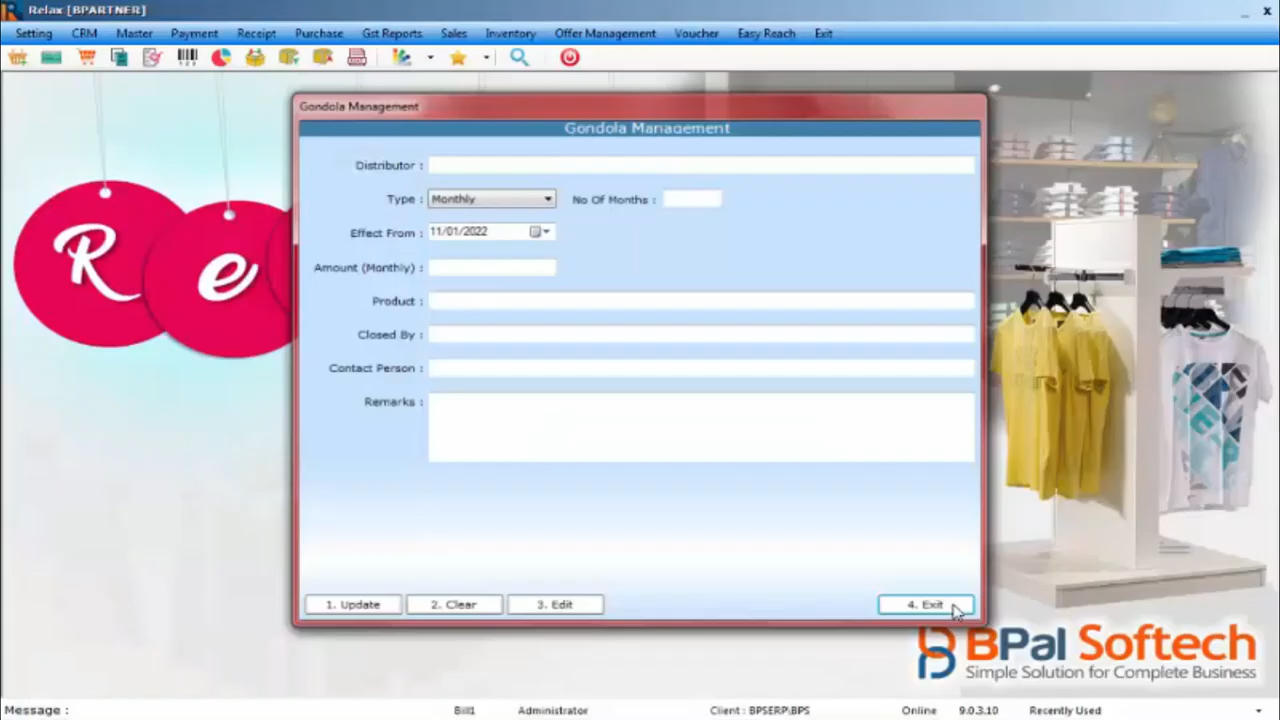 Relax [BPARTNER]
Setting CRM Master Payment Receipt Purchase Gst Reports Sales Inventory Offer Management Voucher Easy Reach Exit
R
e
Gondola Management
Gondola Management
Distributor :
Type : Monthly No Of Months :
Effect From : 11/01/2022
Amount (Monthly) :
Product :
Closed By :
Contact Person :
Remarks :
1. Update 2. Clear 3. Edit 4. Exit
BPal Softech
Simple Solution for Complete Business
Message : Bill1 Administrator Client : BPSERP\BPS Online 9.0.3.10 Recently Used